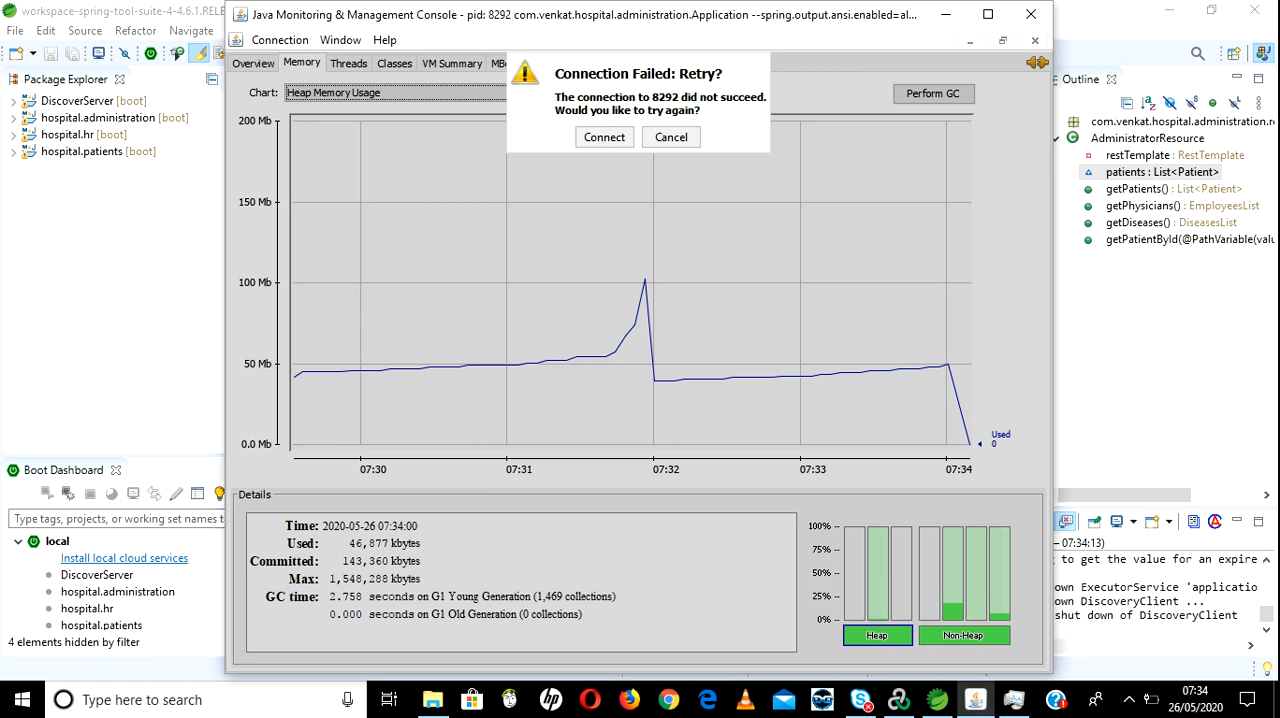 workspace-spring-tool-suite-4-4.6.1.RELE
File Edit Source Refactor Navigate
Java Monitoring & Management Console - pid: 8292 com.venkat.hospital.administration.Application --spring.output.ansi.enabled=al...
Connection Window Help
Overview Memory Threads Classes VM Summary MB
Chart: Heap Memory Usage
Perform GC
Connection Failed: Retry?
The connection to 8292 did not succeed.
Would you like to try again?
Connect Cancel
Package Explorer
DiscoverServer [boot]
hospital.administration [boot]
hospital.hr [boot]
hospital.patients [boot]
200 Mb
150 Mb
100 Mb
50 Mb
0.0 Mb
Used
0
07:30 07:31 07:32 07:33 07:34
Outline
com.venkat.hospital.administration.r
AdministratorResource
restTemplate : RestTemplate
patients : List<Patient>
getPatients() : List<Patient>
getPhysicians() : EmployeesList
getDiseases() : DiseasesList
getPatientById(@PathVariable(valu
Boot Dashboard
Type tags, projects, or working set names t
local
Install local cloud services
DiscoverServer
hospital.administration
hospital.hr
hospital.patients
4 elements hidden by filter
Details
Time: 2020-05-26 07:34:00
Used: 46,877 kbytes
Committed: 143,360 kbytes
Max: 1,548,288 kbytes
GC time: 2.758 seconds on G1 Young Generation (1,469 collections)
0.000 seconds on G1 Old Generation (0 collections)
100% --
75% --
50% --
25% --
0% --
Heap Non-Heap
– 07:34:13)
to get the value for an expire
own ExecutorService 'applicatio
own DiscoveryClient ...
shut down of DiscoveryClient
Type here to search
07:34
26/05/2020